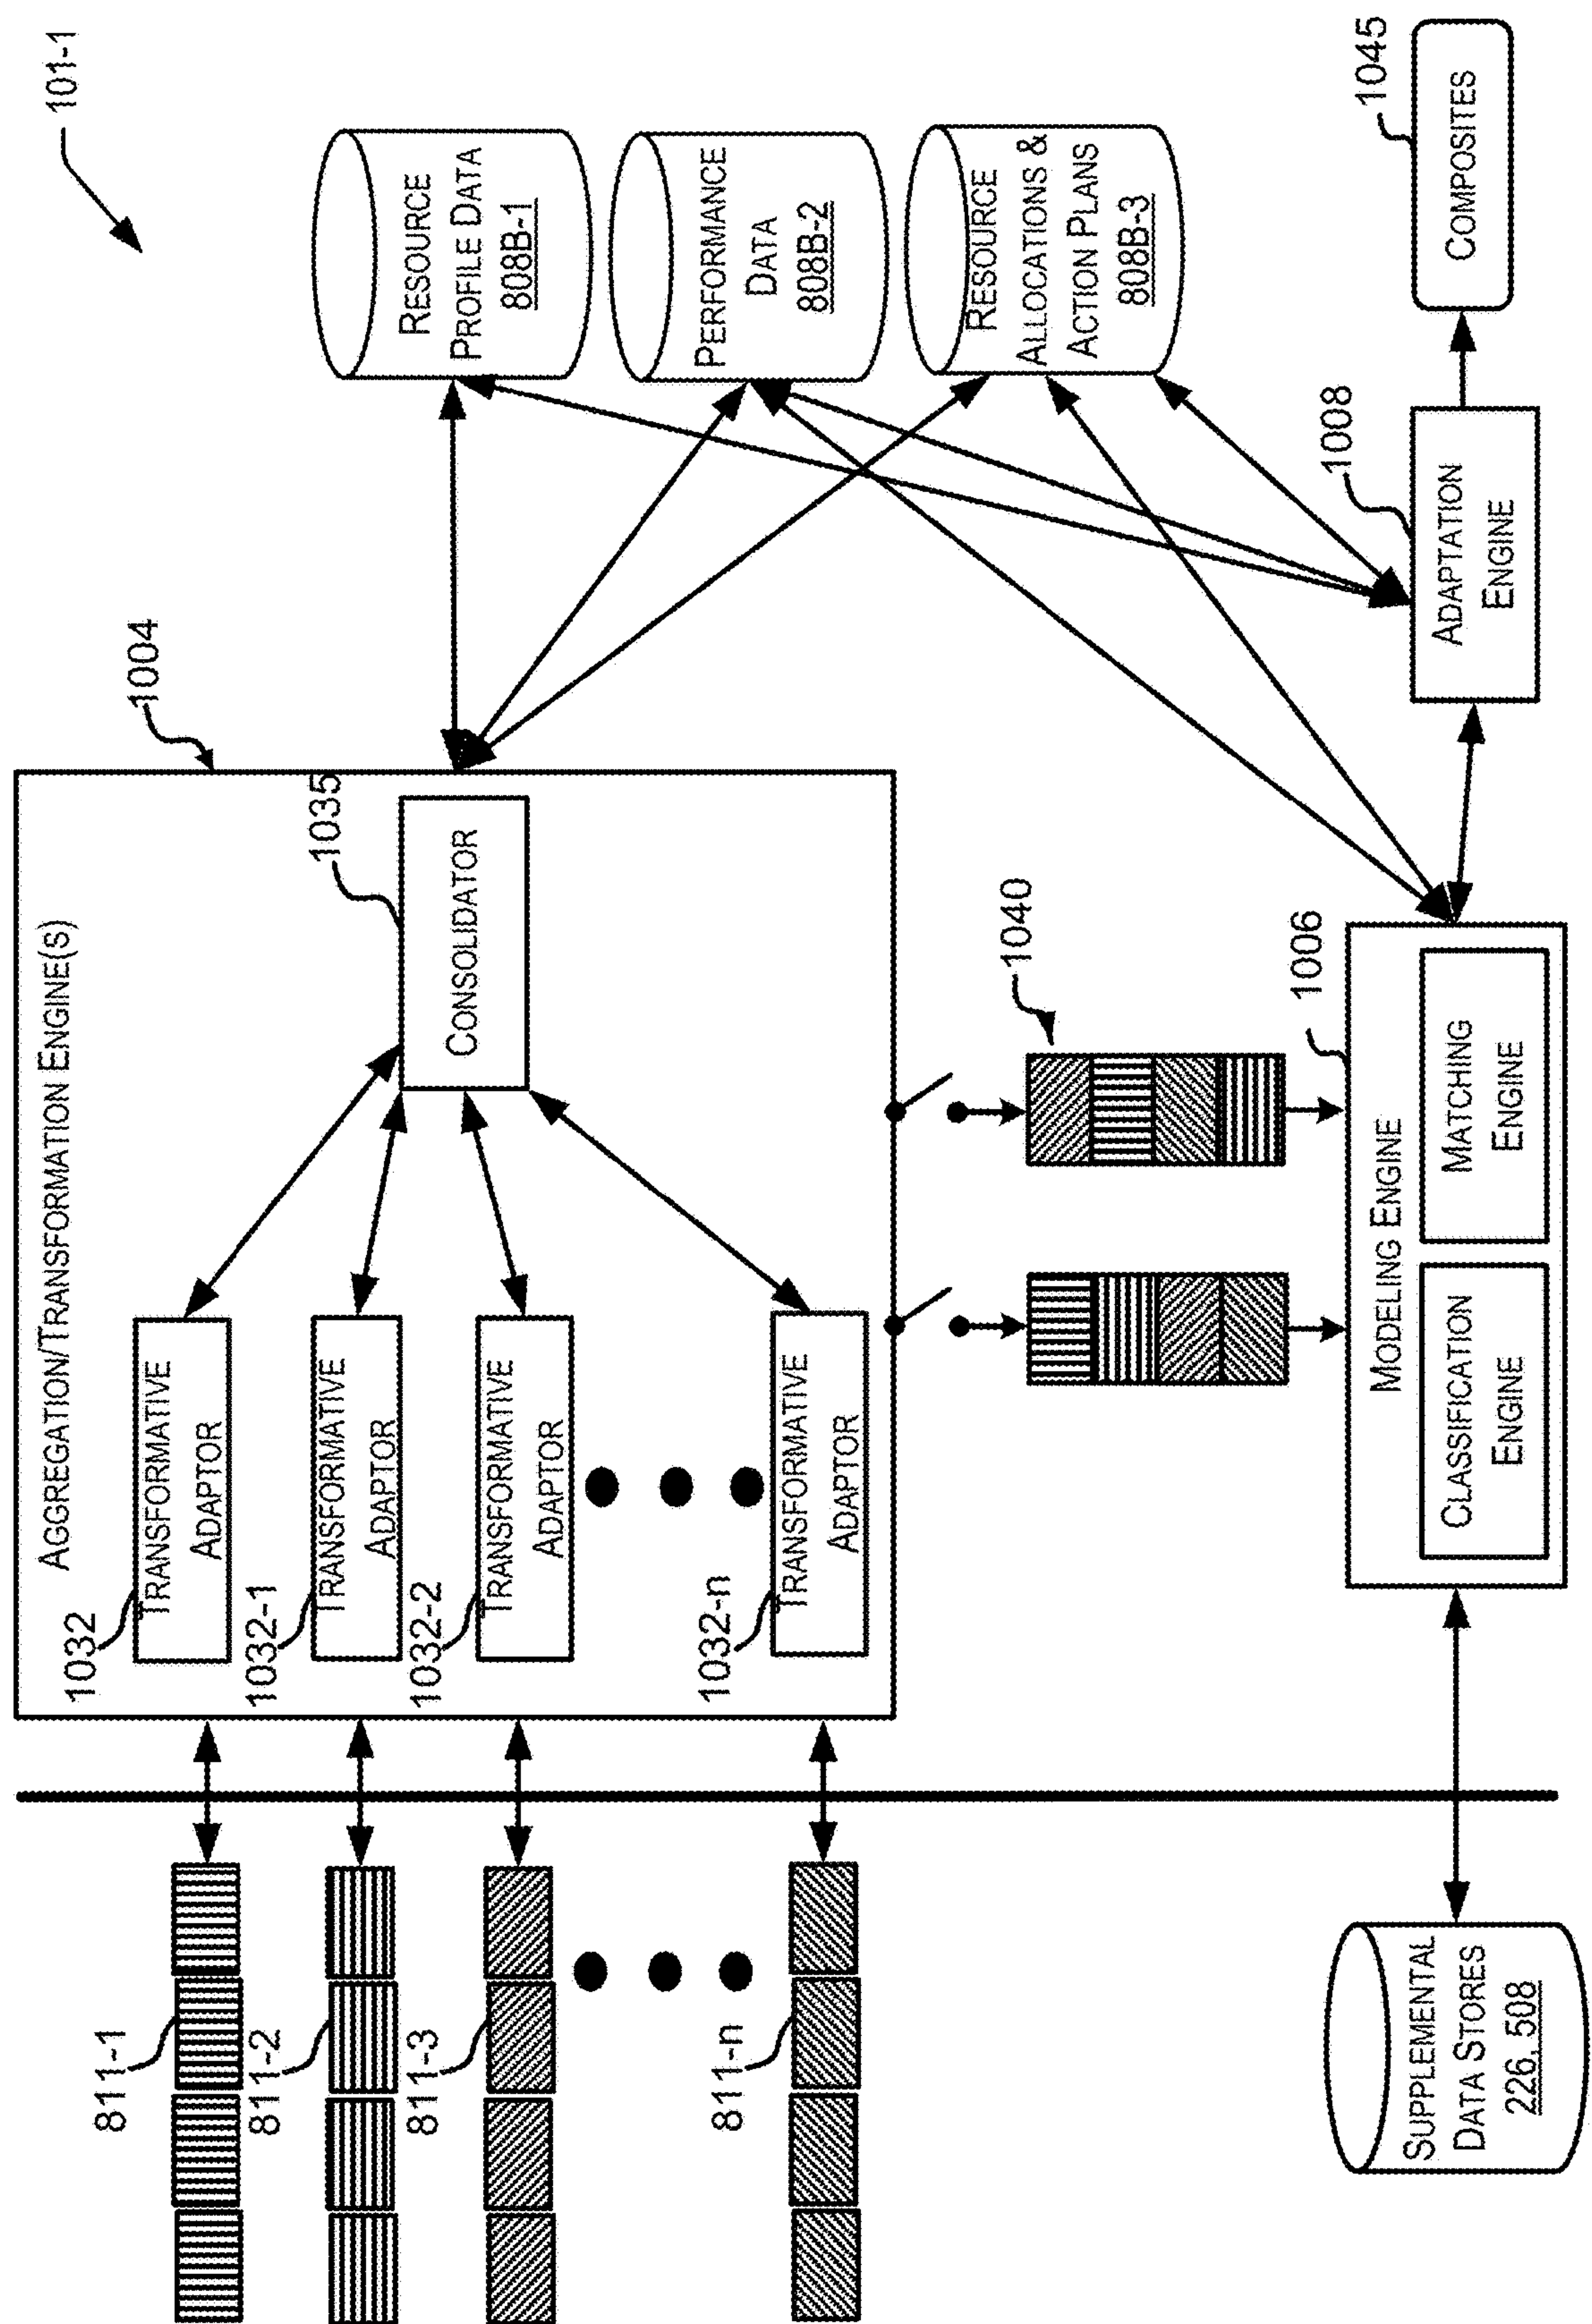 101-1
AGGREGATION/TRANSFORMATION ENGINE(S)
1004
1032
TRANSFORMATIVE
ADAPTOR
1032-1
TRANSFORMATIVE
ADAPTOR
1032-2
TRANSFORMATIVE
ADAPTOR
1032-n
TRANSFORMATIVE
ADAPTOR
1035
CONSOLIDATOR
811-1
811-2
811-3
811-n
RESOURCE
PROFILE DATA
808B-1
PERFORMANCE
DATA
808B-2
RESOURCE
ALLOCATIONS &
ACTION PLANS
808B-3
1040
1006
MODELING ENGINE
CLASSIFICATION
ENGINE
MATCHING
ENGINE
1008
ADAPTATION
ENGINE
1045
COMPOSITES
SUPPLEMENTAL
DATA STORES
226, 508